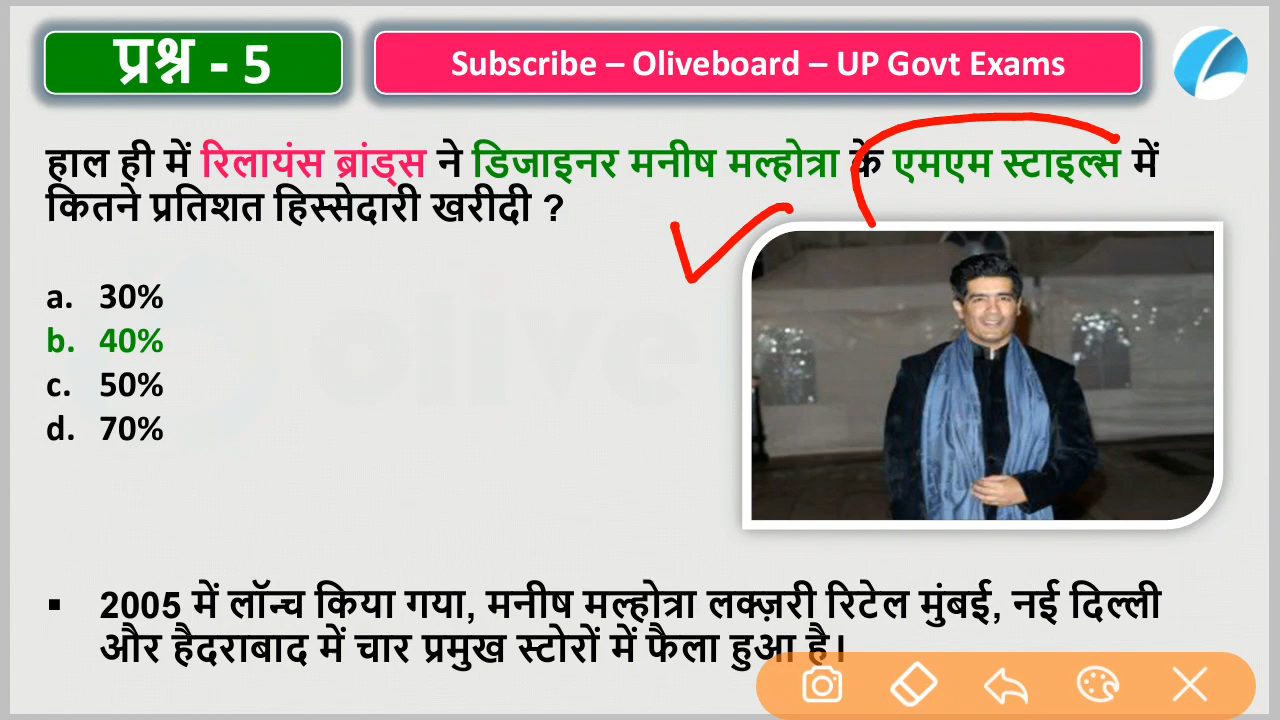 प्रश्न - 5
Subscribe – Oliveboard – UP Govt Exams
हाल ही में रिलायंस ब्रांड्स ने डिजाइनर मनीष मल्होत्रा के एमएम स्टाइल्स में
कितने प्रतिशत हिस्सेदारी खरीदी ?
a. 30%
b. 40%
c. 50%
d. 70%
olive
▪ 2005 में लॉन्च किया गया, मनीष मल्होत्रा लक्ज़री रिटेल मुंबई, नई दिल्ली
और हैदराबाद में चार प्रमुख स्टोरों में फैला हुआ है।